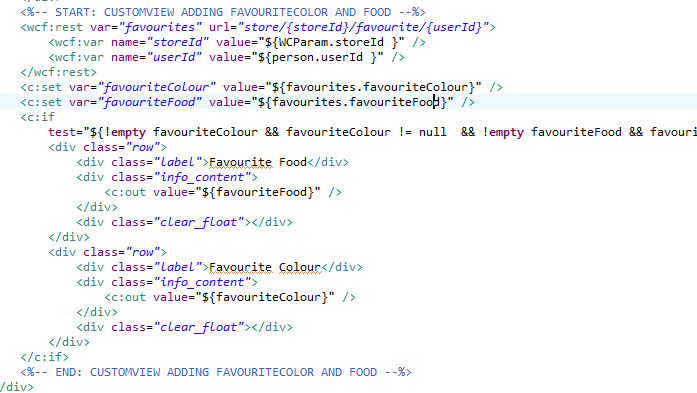 </div>
<%-- START: CUSTOMVIEW ADDING FAVOURITECOLOR AND FOOD --%>
<wcf:rest var="favourites" url="store/{storeId}/favourite/{userId}">
<wcf:var name="storeId" value="${WCParam.storeId }" />
<wcf:var name="userId" value="${person.userId }" />
</wcf:rest>
<c:set var="favouriteColour" value="${favourites.favouriteColour}" />
<c:set var="favouriteFood" value="${favourites.favouriteFood}" />
<c:if
test="${!empty favouriteColour && favouriteColour != null  && !empty favouriteFood && favouri
<div class="row">
<div class="label">Favourite Food</div>
<div class="info_content">
<c:out value="${favouriteFood}" />
</div>
<div class="clear_float"></div>
</div>
<div class="row">
<div class="label">Favourite Colour</div>
<div class="info_content">
<c:out value="${favouriteColour}" />
</div>
<div class="clear_float"></div>
</div>
</c:if>
<%-- END: CUSTOMVIEW ADDING FAVOURITECOLOR AND FOOD --%>
/div>